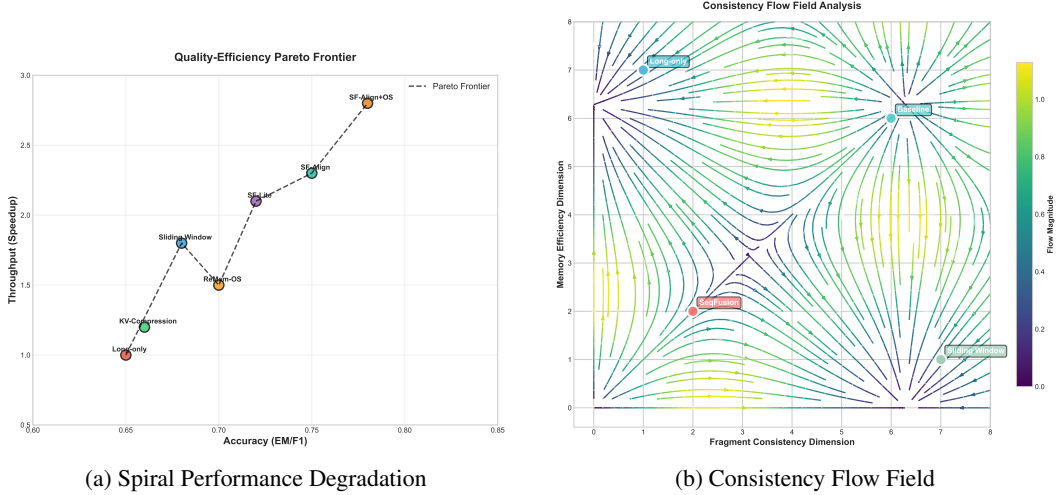 Quality-Efficiency Pareto Frontier
Throughput (Speedup)
3.0
2.5
2.0
1.5
1.0
0.5
0.60
0.65
0.70
0.75
0.80
0.85
Accuracy (EM/F1)
Pareto Frontier
SF-Align+OS
SF-Align
SF-Lite
Sliding Window
ReMem-OS
KV-Compression
Long-only
(a) Spiral Performance Degradation
Consistency Flow Field Analysis
Memory Efficiency Dimension
8
7
6
5
4
3
2
1
0
0
1
2
3
4
5
6
7
8
Fragment Consistency Dimension
Long-only
Baseline
SeqFusion
Sliding Window
1.0
0.8
0.6
0.4
0.2
0.0
Flow Magnitude
(b) Consistency Flow Field